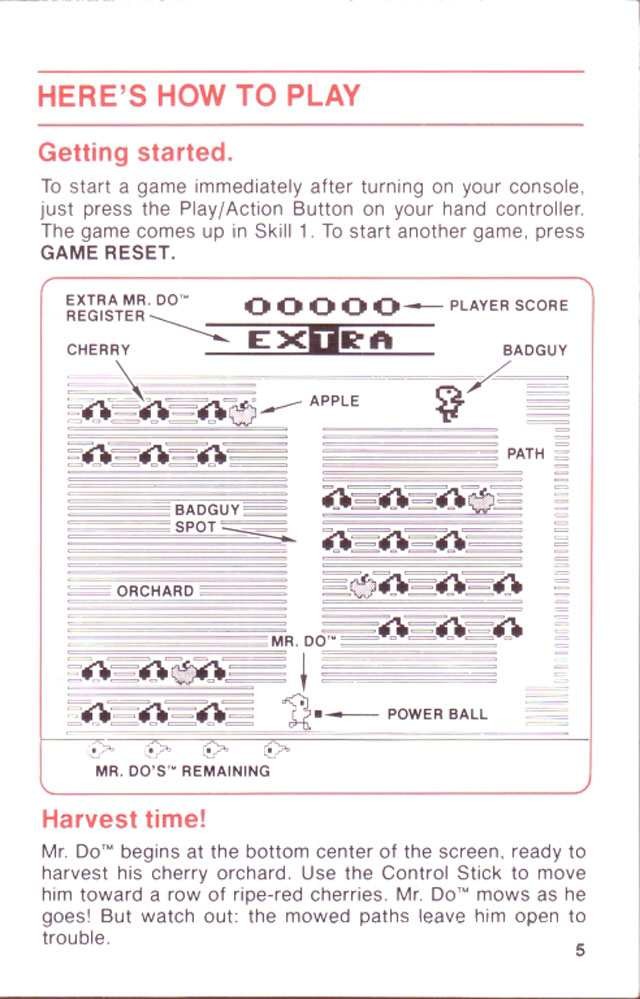 HERE'S HOW TO PLAY
Getting started.
To start a game immediately after turning on your console,
just press the Play/Action Button on your hand controller.
The game comes up in Skill 1. To start another game, press
GAME RESET.
EXTRA MR. DO™
REGISTER
00000
PLAYER SCORE
EXTRA
CHERRY
BADGUY
APPLE
PATH
BADGUY
SPOT
ORCHARD
MR. DO™
POWER BALL
MR. DO'S™ REMAINING
Harvest time!
Mr. Do™ begins at the bottom center of the screen, ready to
harvest his cherry orchard. Use the Control Stick to move
him toward a row of ripe-red cherries. Mr. Do™ mows as he
goes! But watch out: the mowed paths leave him open to
trouble.
5